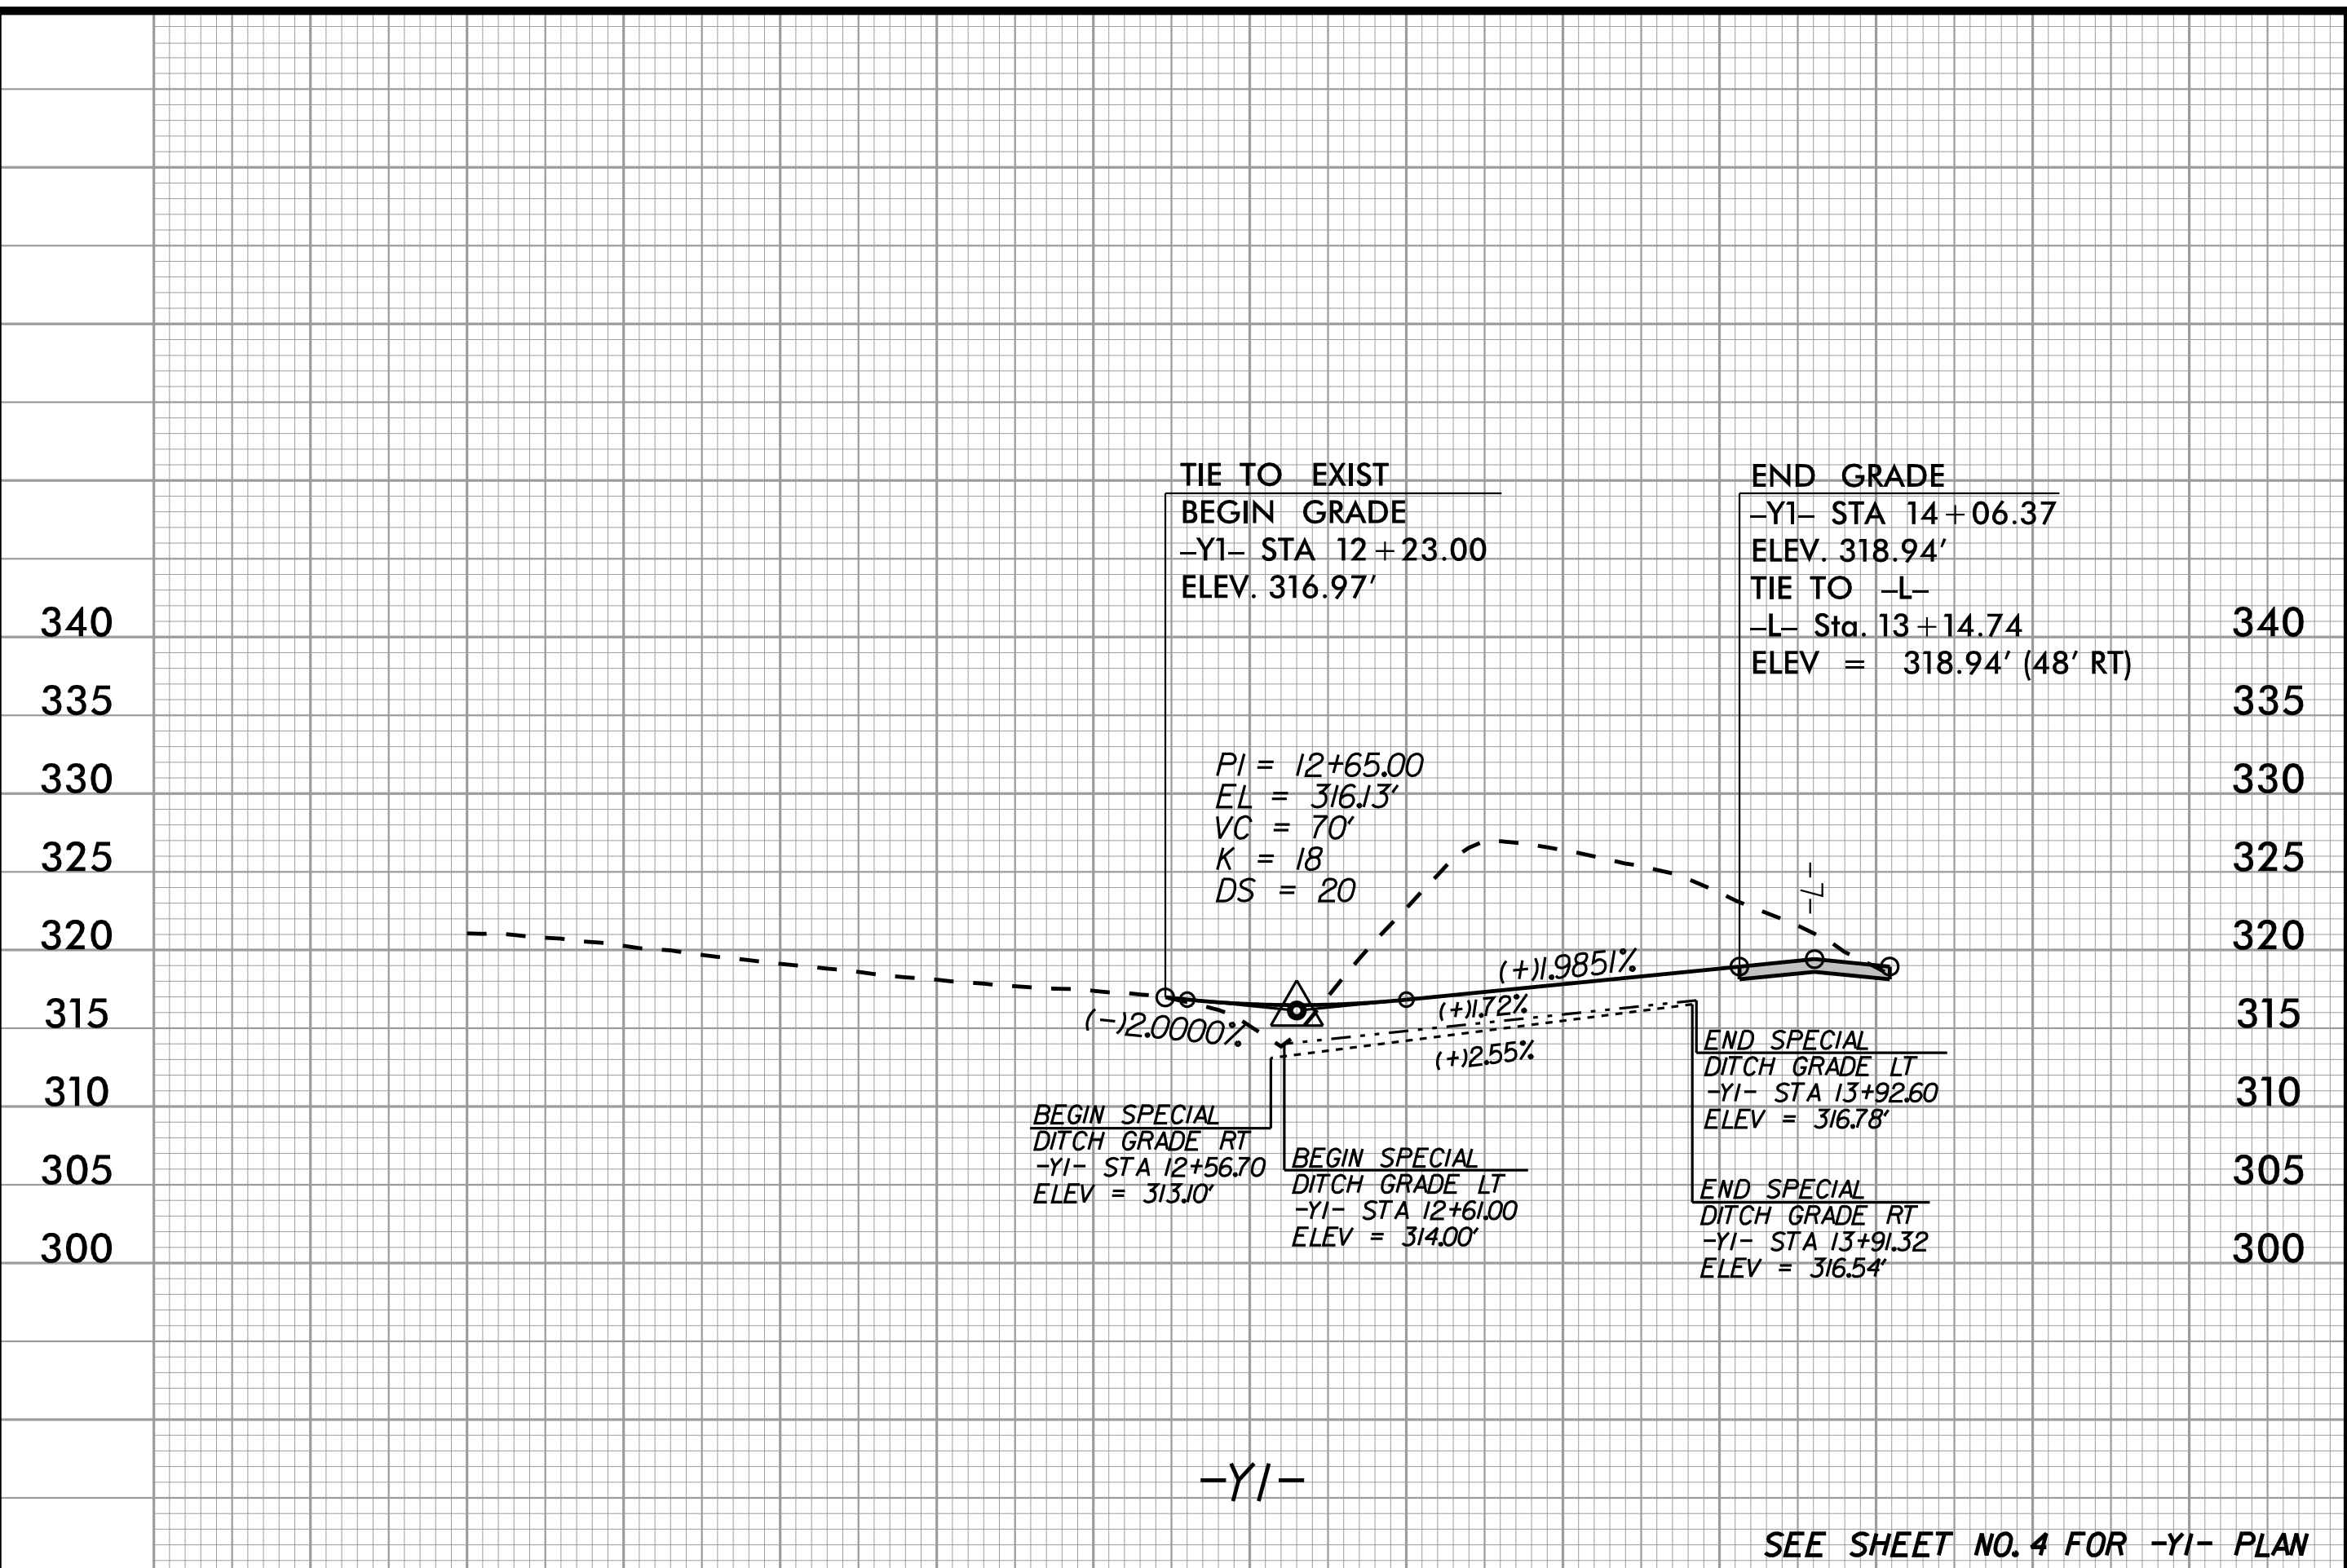 TIE TO EXIST
BEGIN GRADE
-Y1- STA 12+23.00
ELEV. 316.97'
END GRADE
-Y1- STA 14+06.37
ELEV. 318.94'
TIE TO -L-
-L- Sta. 13+14.74
ELEV = 318.94' (48' RT)
340 340
335 335
330 330
325 325
320 320
315 315
310 310
305 305
300 300
PI = 12+65.00
EL = 316.13'
VC = 70'
K = 18
DS = 20
-L-
(-)2.0000%
(+)1.9851%
(+)1.72%
(+)2.55%
BEGIN SPECIAL
DITCH GRADE RT
-Y1- STA 12+56.70
ELEV = 313.10'
BEGIN SPECIAL
DITCH GRADE LT
-Y1- STA 12+61.00
ELEV = 314.00'
END SPECIAL
DITCH GRADE LT
-Y1- STA 13+92.60
ELEV = 316.78'
END SPECIAL
DITCH GRADE RT
-Y1- STA 13+91.32
ELEV = 316.54'
-Y1-
SEE SHEET NO. 4 FOR -Y1- PLAN